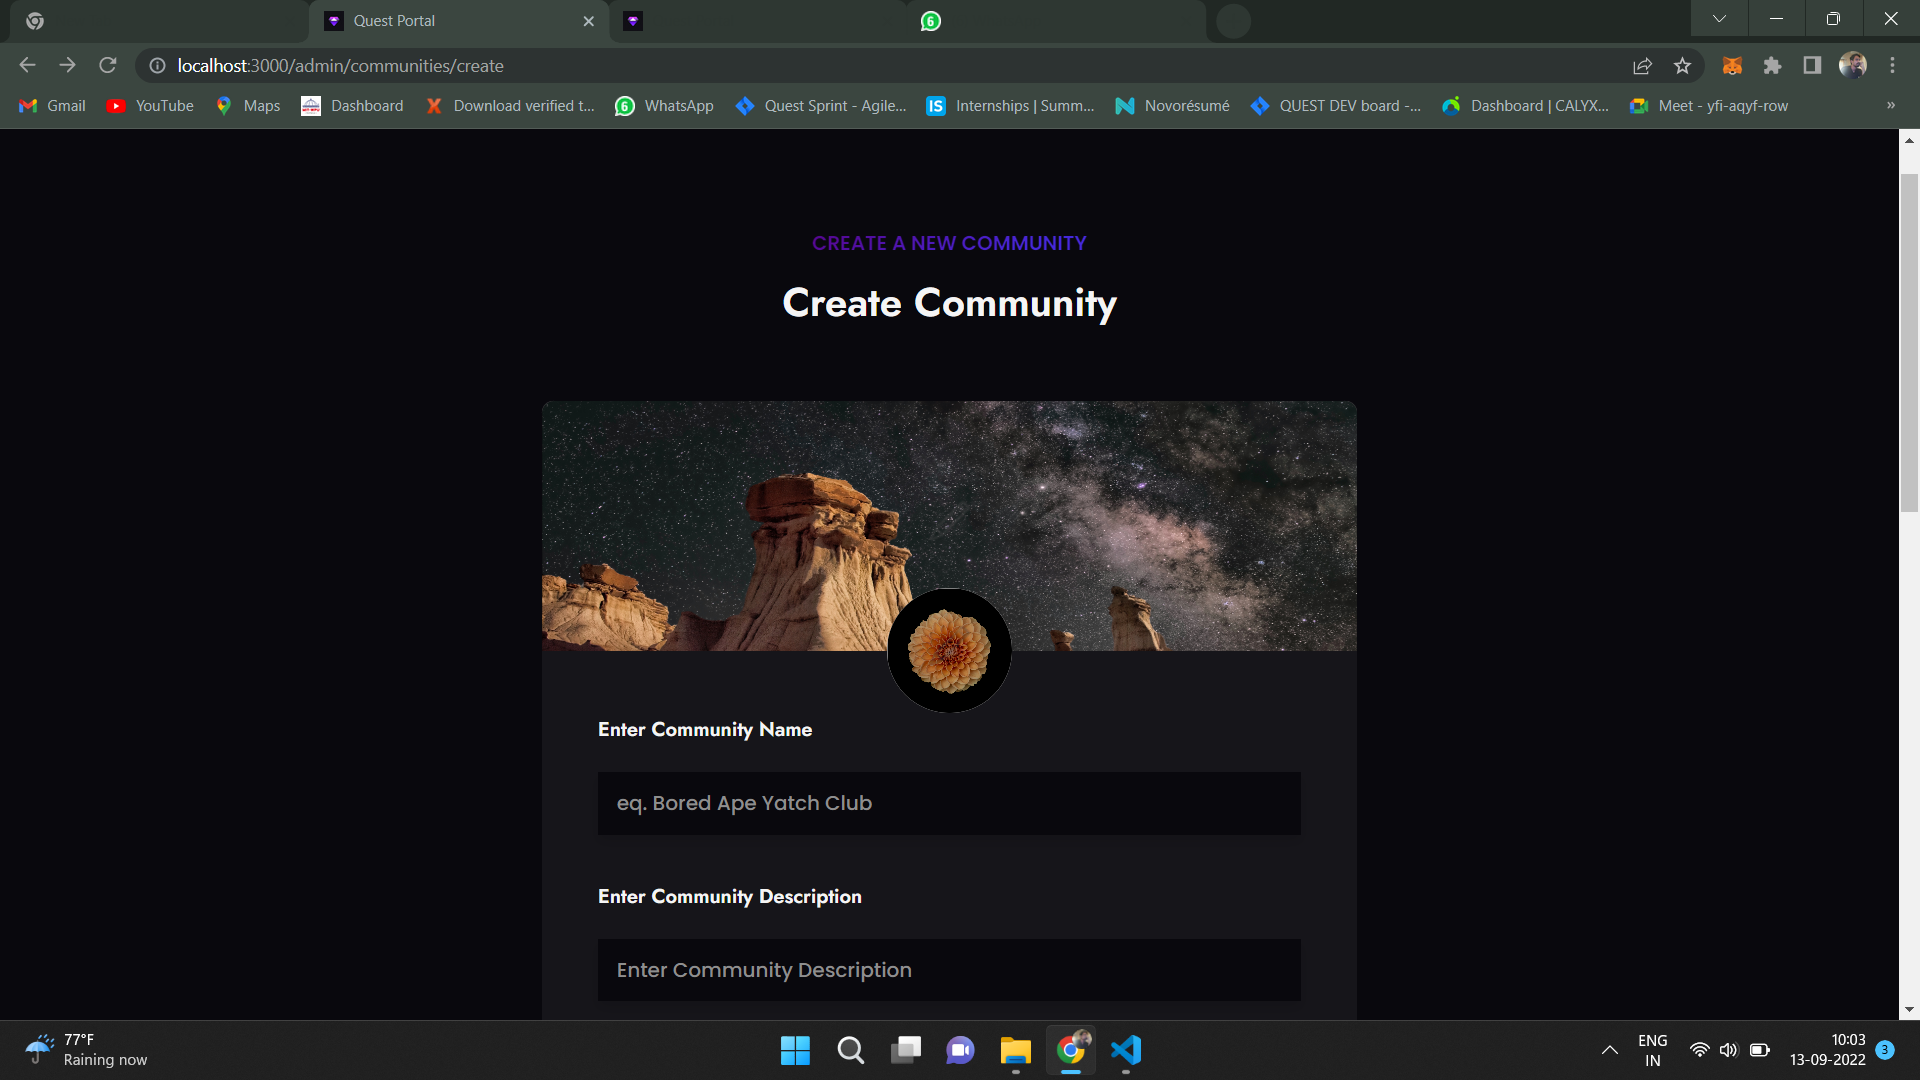 Quest Portal
6
localhost:3000/admin/communities/create
Gmail
YouTube
Maps
Dashboard
X
Download verified t...
6
WhatsApp
Quest Sprint - Agile...
IS
Internships | Summ...
Novorésumé
QUEST DEV board -...
Dashboard | CALYX...
Meet - yfi-aqyf-row
»
CREATE A NEW COMMUNITY
Create Community
Enter Community Name
eq. Bored Ape Yatch Club
Enter Community Description
Enter Community Description
77°F
Raining now
ENG
IN
10:03
13-09-2022
3